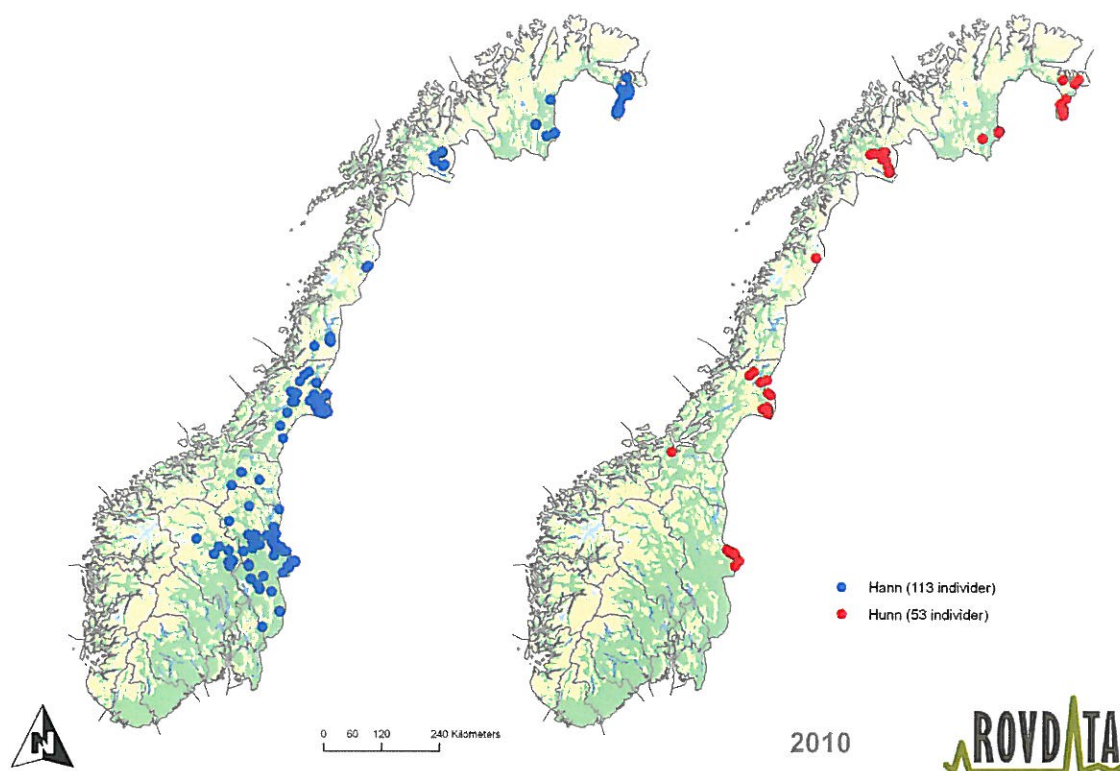 Hann (113 individer)
Hunn (53 individer)
N
0 60 120 240 Kilometers
2010
ROVDATA